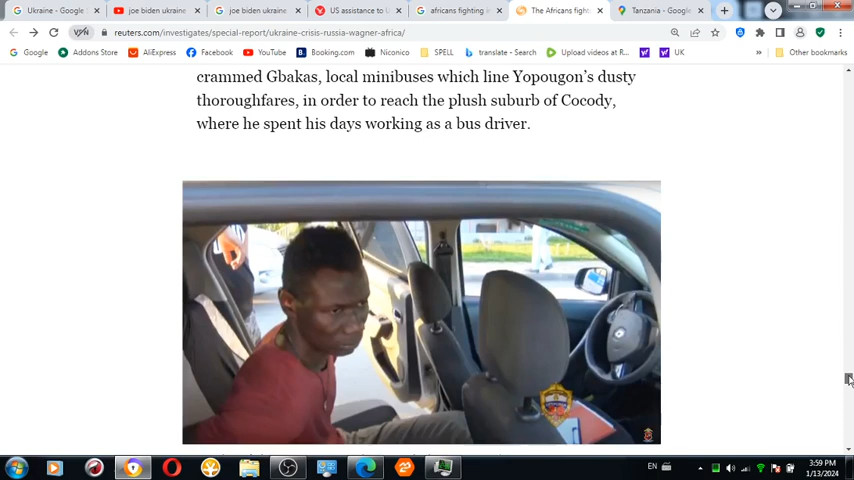 Ukraine - Google
joe biden ukraine
joe biden ukraine
US assistance to U
africans fighting i
The Africans fight
Tanzania - Google
reuters.com/investigates/special-report/ukraine-crisis-russia-wagner-africa/
Google
Addons Store
AliExpress
Facebook
YouTube
Booking.com
Niconico
SPELL
translate - Search
Upload videos at R...
UK
Other bookmarks
crammed Gbakas, local minibuses which line Yopougon's dusty
thoroughfares, in order to reach the plush suburb of Cocody,
where he spent his days working as a bus driver.
EN
3:59 PM
1/13/2024